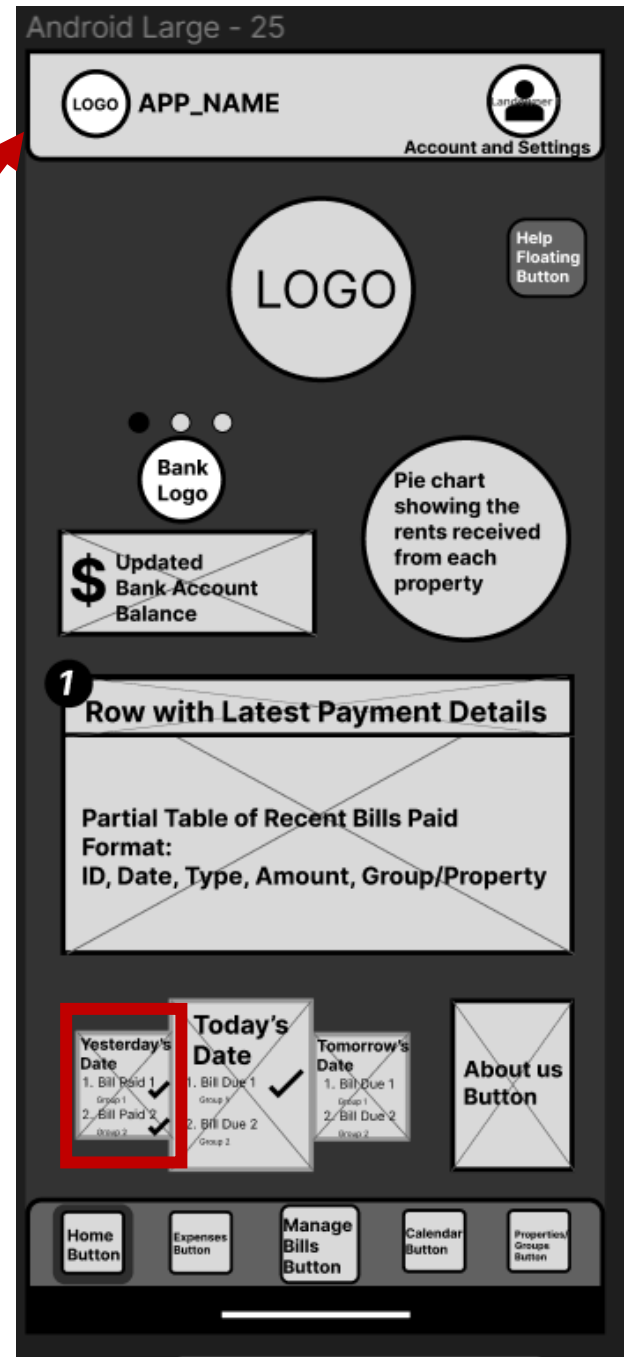 Android Large - 25
LOGO
APP_NAME
Account and Settings
LOGO
Help
Floating
Button
Bank
Logo
$
Updated
Bank Account
Balance
Pie chart
showing the
rents received
from each
property
1
Row with Latest Payment Details
Partial Table of Recent Bills Paid
Format:
ID, Date, Type, Amount, Group/Property
Yesterday's
Date
1. Bill Paid 1
Group 1
2. Bill Paid 2
Group 2
Today's
Date
1. Bill Due 1
Group 1
2. Bill Due 2
Group 2
Tomorrow's
Date
1. Bill Due 1
Group 1
2. Bill Due 2
Group 2
About us
Button
Home
Button
Expenses
Button
Manage
Bills
Button
Calendar
Button
Properties/
Groups
Button